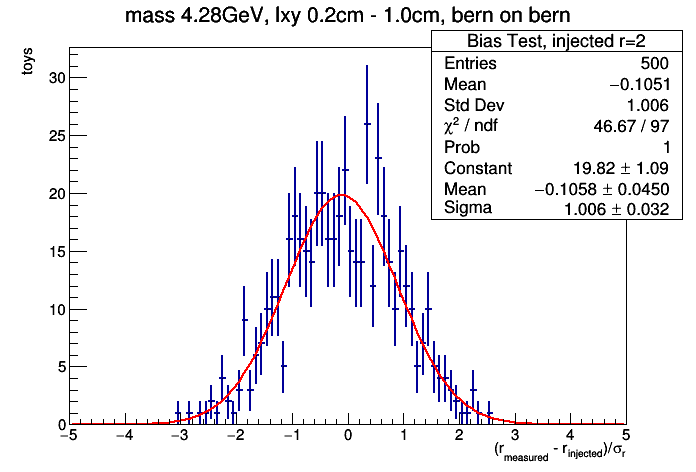 mass 4.28GeV, lxy 0.2cm - 1.0cm, bern on bern
toys
Bias Test, injected r=2
Entries 500
Mean −0.1051
Std Dev 1.006
χ² / ndf 46.67 / 97
Prob 1
Constant 19.82 ± 1.09
Mean −0.1058 ± 0.0450
Sigma 1.006 ± 0.032
30
25
20
15
10
5
0
−5 −4 −3 −2 −1 0 1 2 3 4 5
(r_measured - r_injected)/σ_r